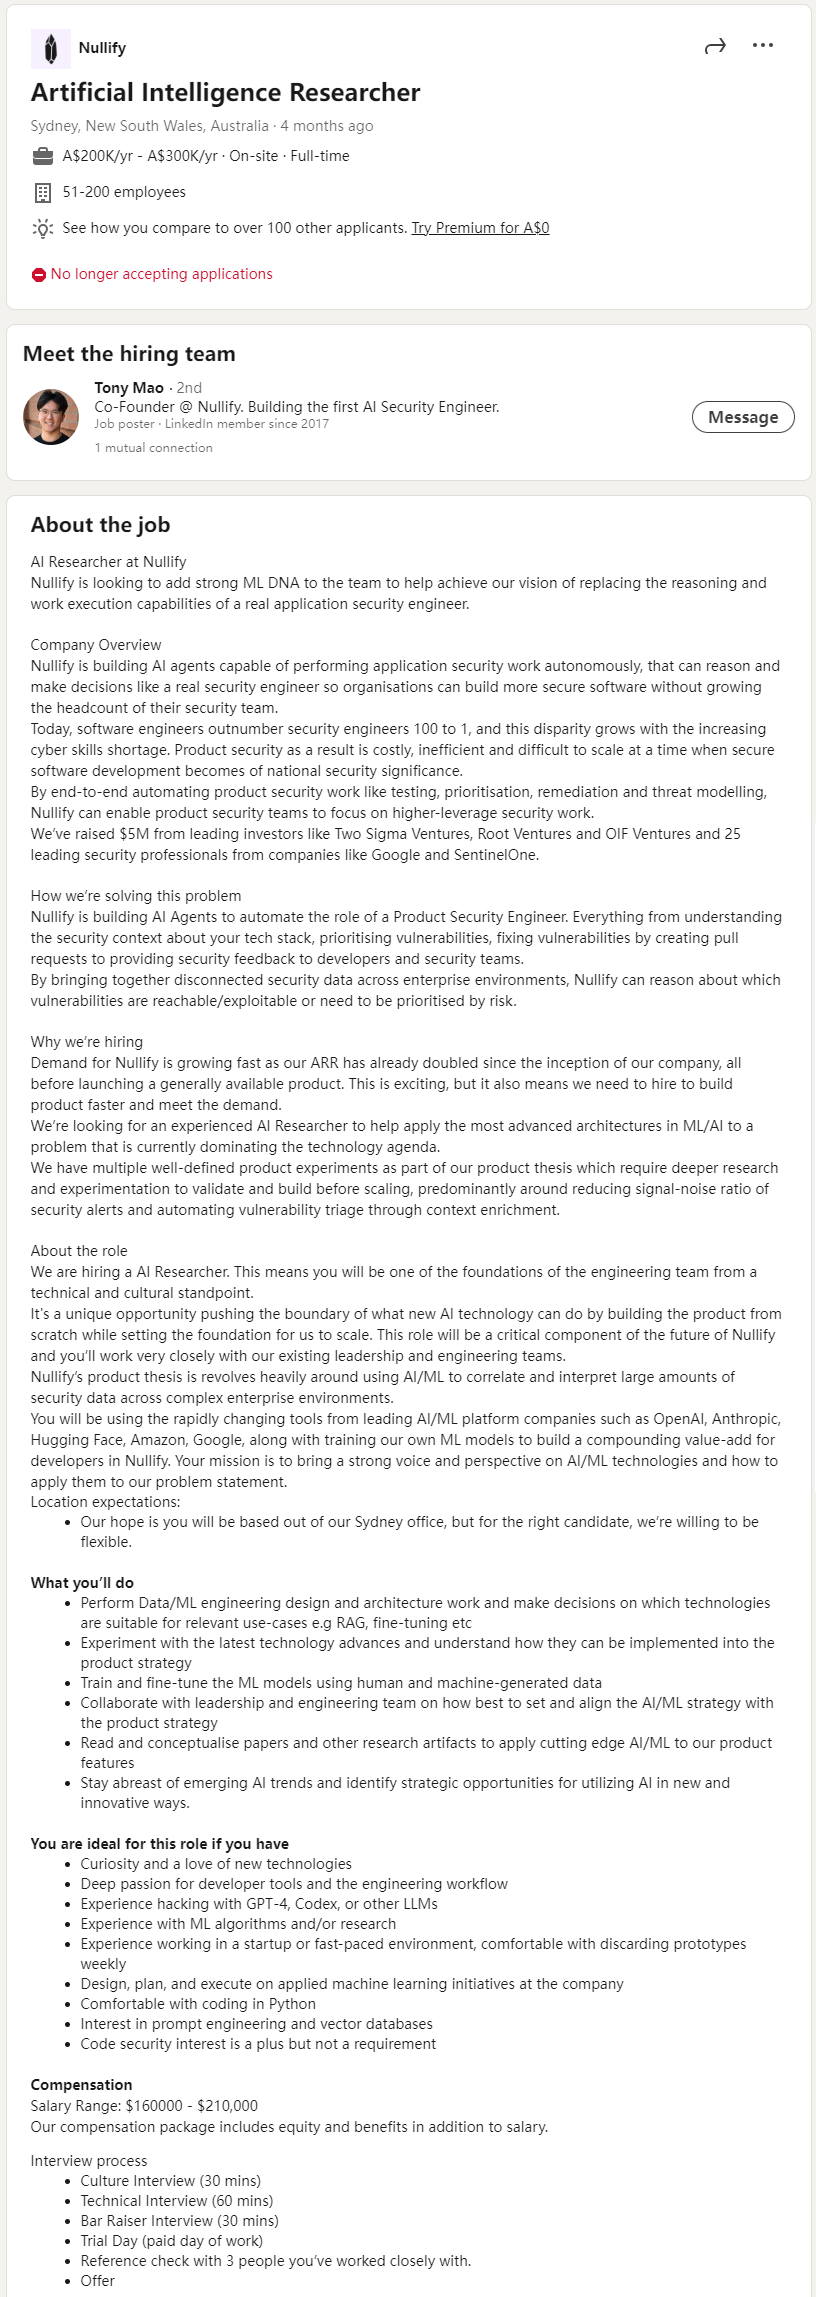 Nullify
Artificial Intelligence Researcher
Sydney, New South Wales, Australia · 4 months ago
A$200K/yr - A$300K/yr · On-site · Full-time
51-200 employees
See how you compare to over 100 other applicants. Try Premium for A$0
No longer accepting applications
Meet the hiring team
Tony Mao · 2nd
Co-Founder @ Nullify. Building the first AI Security Engineer.
Job poster · LinkedIn member since 2017
1 mutual connection
Message
About the job
AI Researcher at Nullify
Nullify is looking to add strong ML DNA to the team to help achieve our vision of replacing the reasoning and
work execution capabilities of a real application security engineer.
Company Overview
Nullify is building AI agents capable of performing application security work autonomously, that can reason and
make decisions like a real security engineer so organisations can build more secure software without growing
the headcount of their security team.
Today, software engineers outnumber security engineers 100 to 1, and this disparity grows with the increasing
cyber skills shortage. Product security as a result is costly, inefficient and difficult to scale at a time when secure
software development becomes of national security significance.
By end-to-end automating product security work like testing, prioritisation, remediation and threat modelling,
Nullify can enable product security teams to focus on higher-leverage security work.
We've raised $5M from leading investors like Two Sigma Ventures, Root Ventures and OIF Ventures and 25
leading security professionals from companies like Google and SentinelOne.
How we're solving this problem
Nullify is building AI Agents to automate the role of a Product Security Engineer. Everything from understanding
the security context about your tech stack, prioritising vulnerabilities, fixing vulnerabilities by creating pull
requests to providing security feedback to developers and security teams.
By bringing together disconnected security data across enterprise environments, Nullify can reason about which
vulnerabilities are reachable/exploitable or need to be prioritised by risk.
Why we're hiring
Demand for Nullify is growing fast as our ARR has already doubled since the inception of our company, all
before launching a generally available product. This is exciting, but it also means we need to hire to build
product faster and meet the demand.
We're looking for an experienced AI Researcher to help apply the most advanced architectures in ML/AI to a
problem that is currently dominating the technology agenda.
We have multiple well-defined product experiments as part of our product thesis which require deeper research
and experimentation to validate and build before scaling, predominantly around reducing signal-noise ratio of
security alerts and automating vulnerability triage through context enrichment.
About the role
We are hiring a AI Researcher. This means you will be one of the foundations of the engineering team from a
technical and cultural standpoint.
It's a unique opportunity pushing the boundary of what new AI technology can do by building the product from
scratch while setting the foundation for us to scale. This role will be a critical component of the future of Nullify
and you'll work very closely with our existing leadership and engineering teams.
Nullify's product thesis is revolves heavily around using AI/ML to correlate and interpret large amounts of
security data across complex enterprise environments.
You will be using the rapidly changing tools from leading AI/ML platform companies such as OpenAI, Anthropic,
Hugging Face, Amazon, Google, along with training our own ML models to build a compounding value-add for
developers in Nullify. Your mission is to bring a strong voice and perspective on AI/ML technologies and how to
apply them to our problem statement.
Location expectations:
• Our hope is you will be based out of our Sydney office, but for the right candidate, we're willing to be
flexible.
What you'll do
• Perform Data/ML engineering design and architecture work and make decisions on which technologies
are suitable for relevant use-cases e.g RAG, fine-tuning etc
• Experiment with the latest technology advances and understand how they can be implemented into the
product strategy
• Train and fine-tune the ML models using human and machine-generated data
• Collaborate with leadership and engineering team on how best to set and align the AI/ML strategy with
the product strategy
• Read and conceptualise papers and other research artifacts to apply cutting edge AI/ML to our product
features
• Stay abreast of emerging AI trends and identify strategic opportunities for utilizing AI in new and
innovative ways.
You are ideal for this role if you have
• Curiosity and a love of new technologies
• Deep passion for developer tools and the engineering workflow
• Experience hacking with GPT-4, Codex, or other LLMs
• Experience with ML algorithms and/or research
• Experience working in a startup or fast-paced environment, comfortable with discarding prototypes
weekly
• Design, plan, and execute on applied machine learning initiatives at the company
• Comfortable with coding in Python
• Interest in prompt engineering and vector databases
• Code security interest is a plus but not a requirement
Compensation
Salary Range: $160000 - $210,000
Our compensation package includes equity and benefits in addition to salary.
Interview process
• Culture Interview (30 mins)
• Technical Interview (60 mins)
• Bar Raiser Interview (30 mins)
• Trial Day (paid day of work)
• Reference check with 3 people you've worked closely with.
• Offer